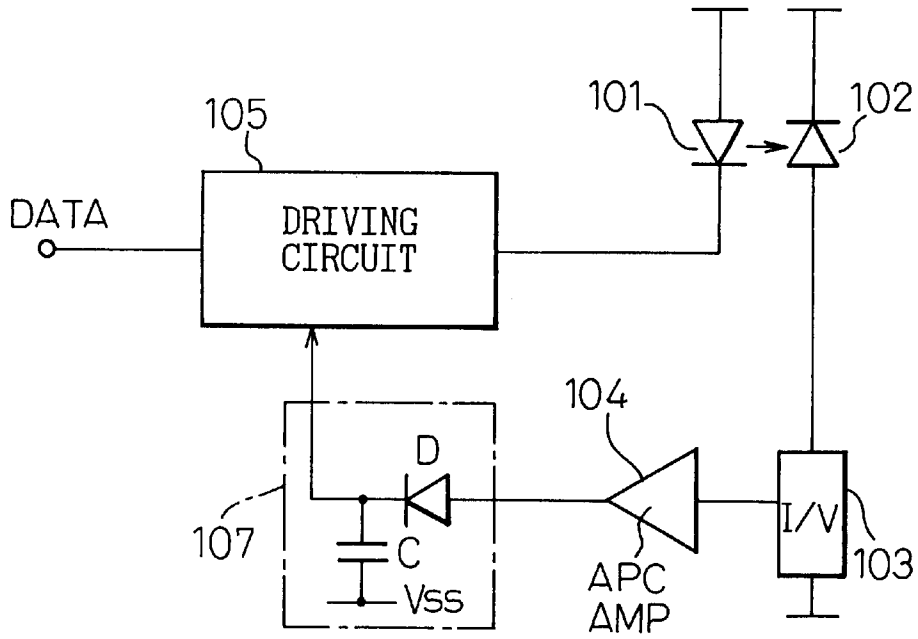 101
102
105
DATA
DRIVING
CIRCUIT
104
D
107
C
I/V
103
APC
AMP
Vss